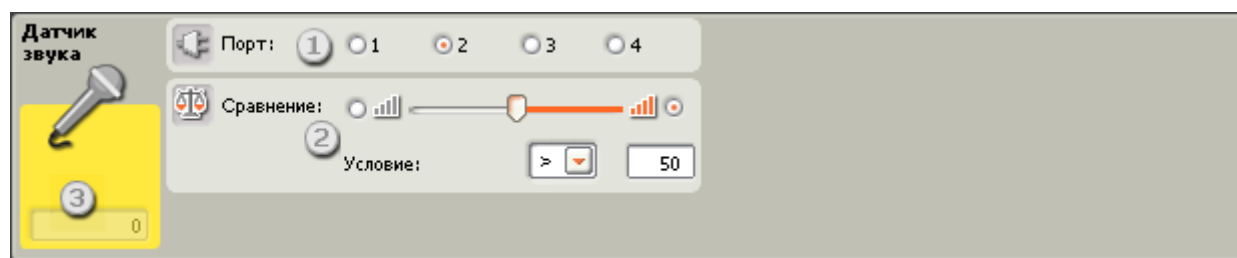 Датчик
звука
Порт: 1 1 2 3 4
Сравнение:
2
Условие: > 50
3
0